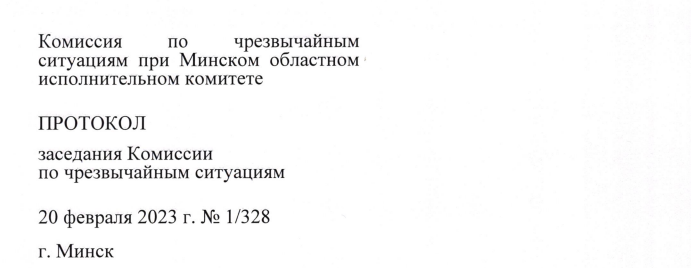 Комиссия по чрезвычайным
ситуациям при Минском областном
исполнительном комитете
ПРОТОКОЛ
заседания Комиссии
по чрезвычайным ситуациям
20 февраля 2023 г. № 1/328
г. Минск